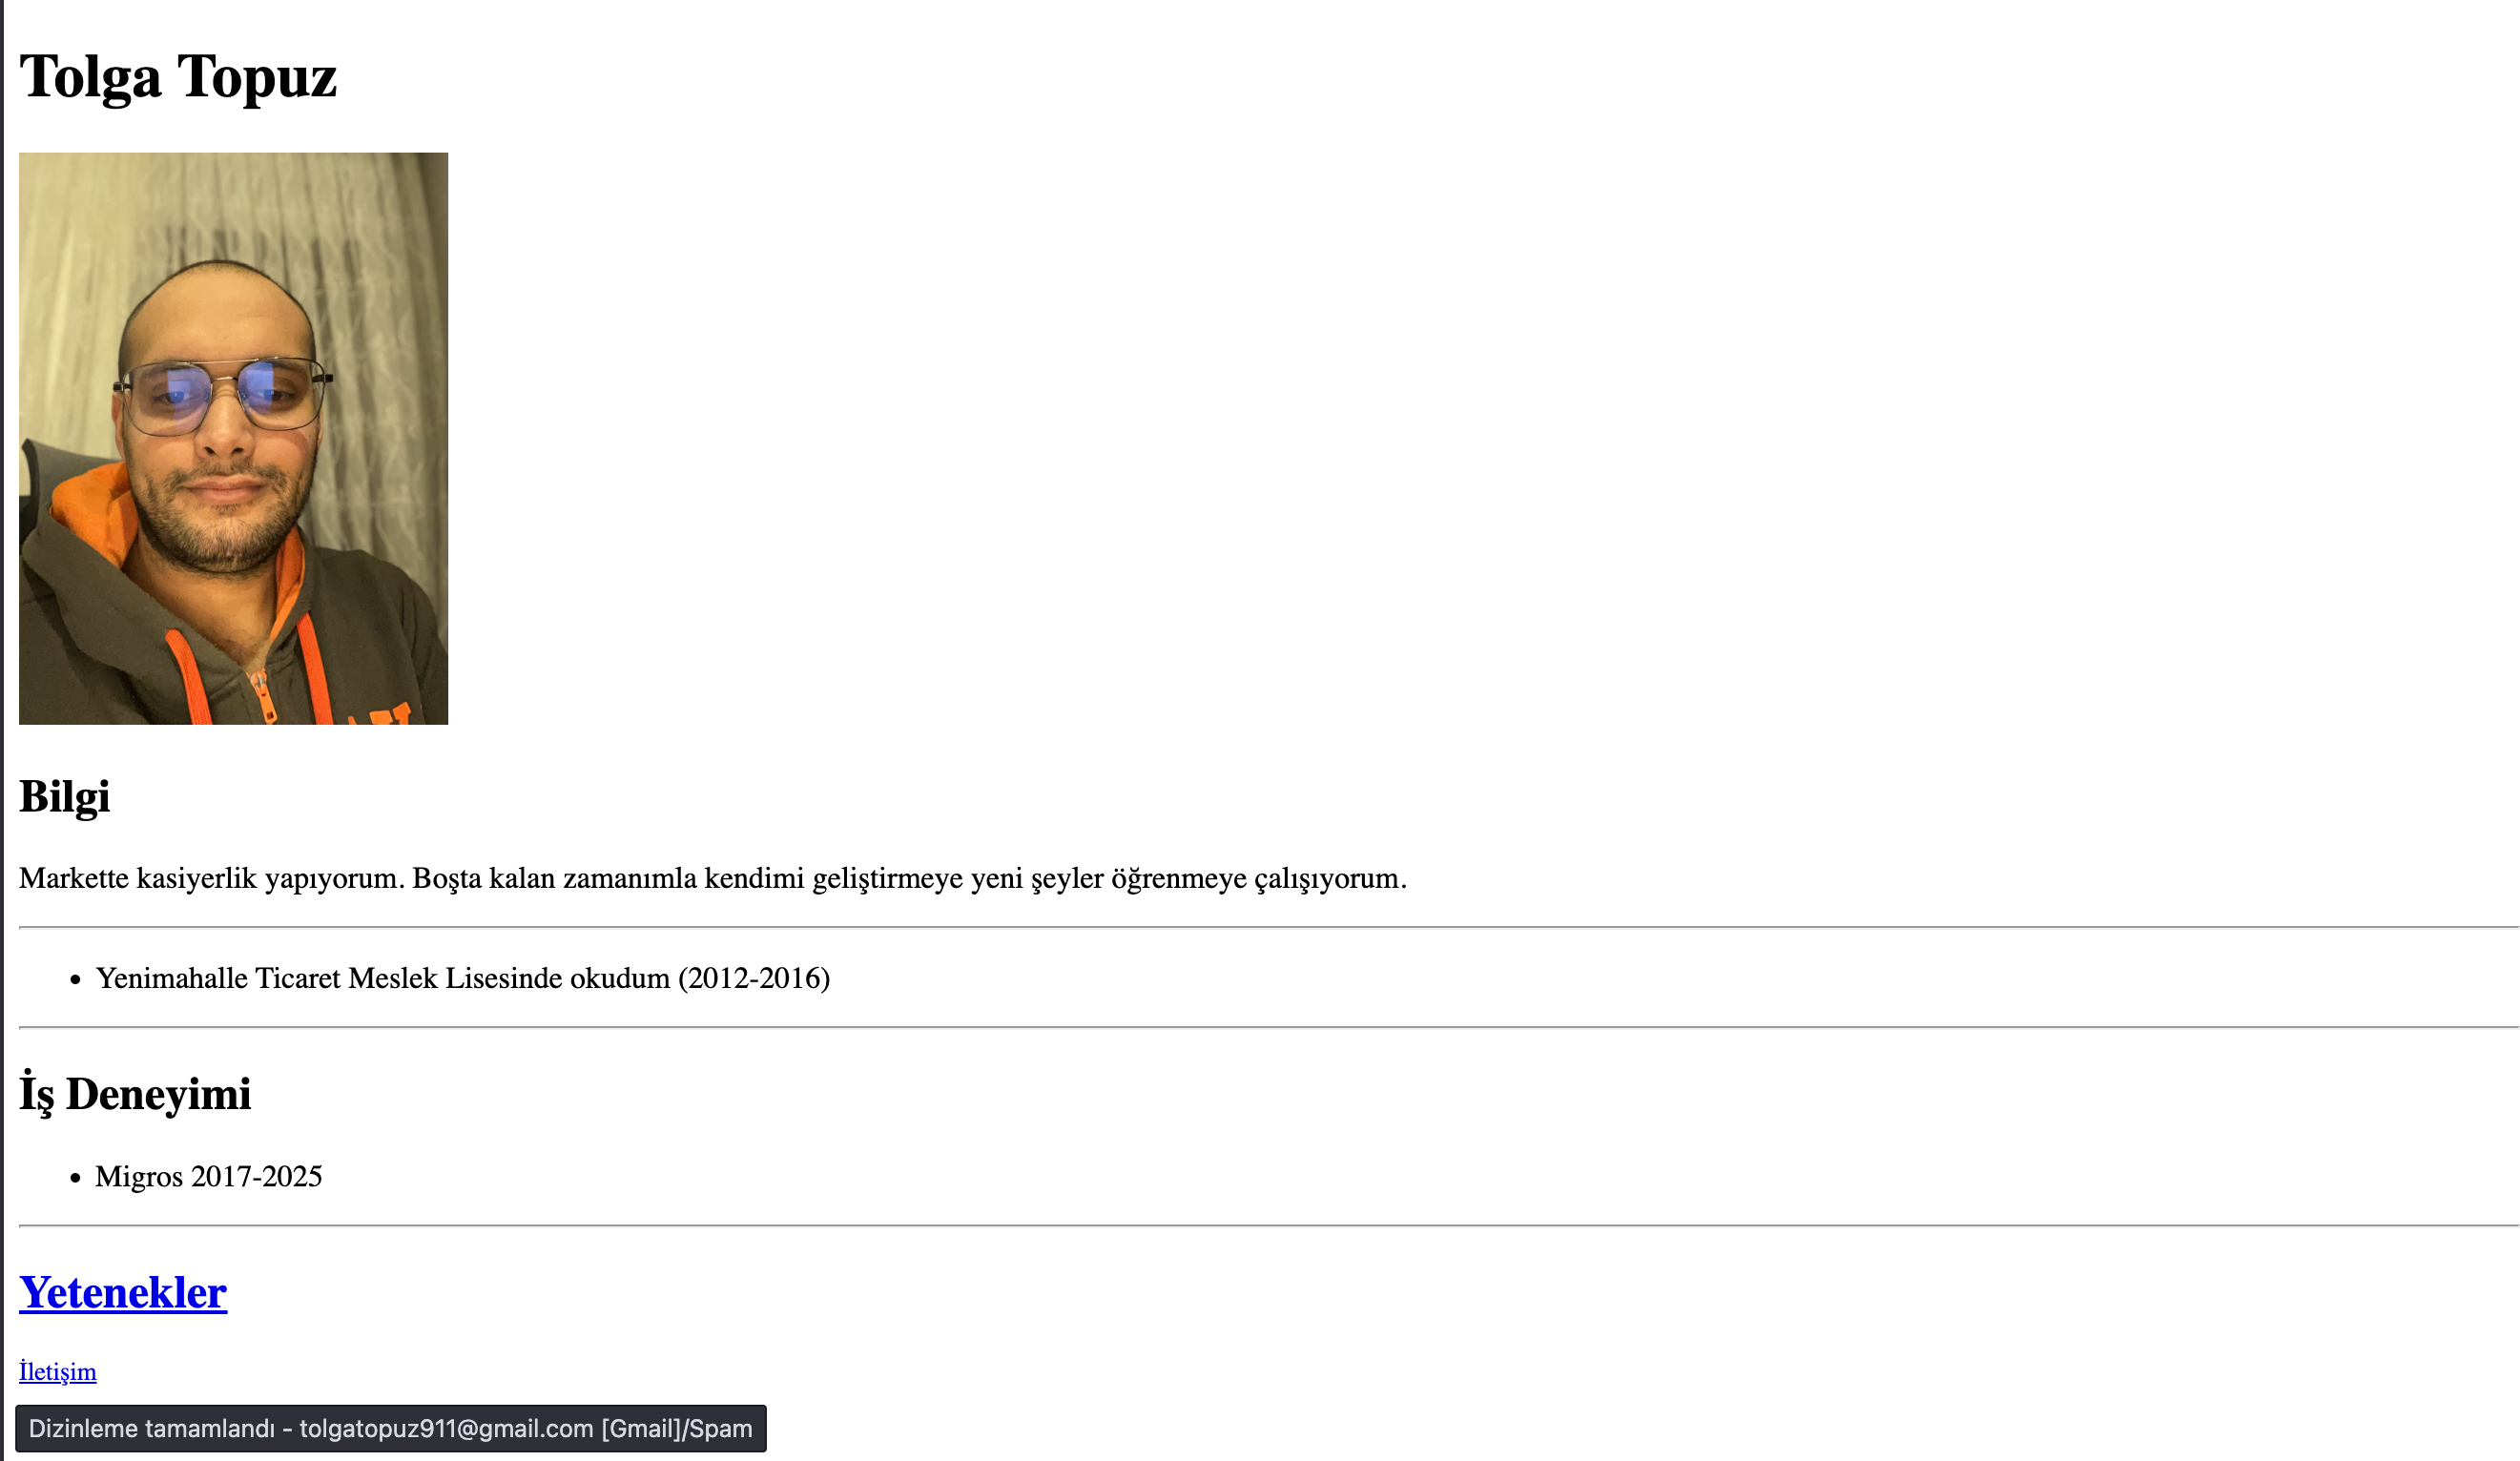 Tolga Topuz
Bilgi
Markette kasiyerlik yapıyorum. Boşta kalan zamanımla kendimi geliştirmeye yeni şeyler öğrenmeye çalışıyorum.
• Yenimahalle Ticaret Meslek Lisesinde okudum (2012-2016)
İş Deneyimi
• Migros 2017-2025
Yetenekler
İletişim
Dizinleme tamamlandı - tolgatopuz911@gmail.com [Gmail]/Spam